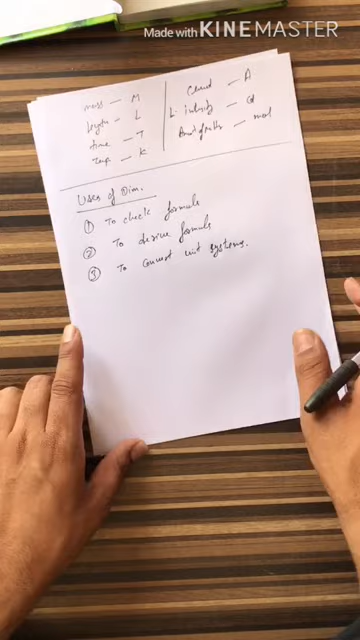 Made with KINEMASTER
mass — M
length — L
time — T
Temp. — K
Current — A
L. intensity — Cd
Amt of matter — mol
Uses of Dim.
① To check formula
② To derive formula
③ To convert unit systems.